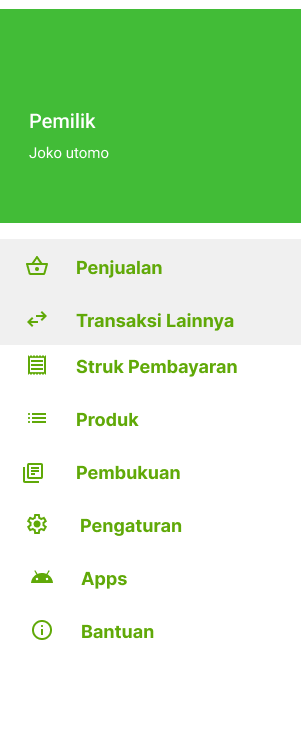 Pemilik
Joko utomo
Penjualan
Transaksi Lainnya
Struk Pembayaran
Produk
Pembukuan
Pengaturan
Apps
Bantuan